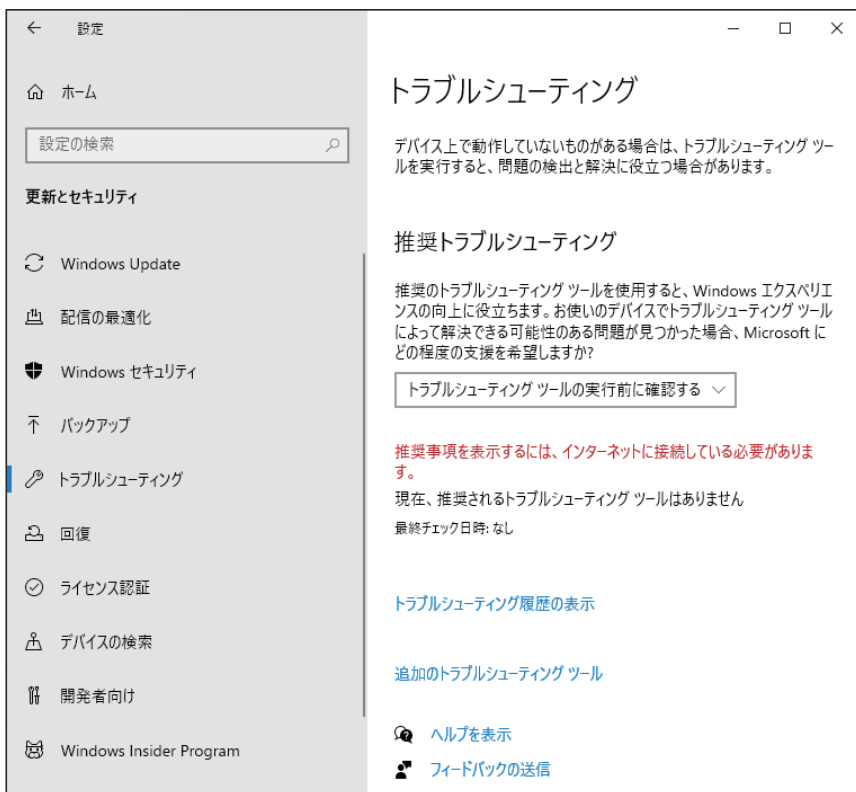 設定
ホーム
設定の検索
更新とセキュリティ
Windows Update
配信の最適化
Windows セキュリティ
バックアップ
トラブルシューティング
回復
ライセンス認証
デバイスの検索
開発者向け
Windows Insider Program
トラブルシューティング
デバイス上で動作していないものがある場合は、トラブルシューティング ツー
ルを実行すると、問題の検出と解決に役立つ場合があります。
推奨トラブルシューティング
推奨のトラブルシューティング ツールを使用すると、Windows エクスペリエ
ンスの向上に役立ちます。お使いのデバイスでトラブルシューティング ツール
によって解決できる可能性のある問題が見つかった場合、Microsoft に
どの程度の支援を希望しますか?
トラブルシューティング ツールの実行前に確認する
推奨事項を表示するには、インターネットに接続している必要がありま
す。
現在、推奨されるトラブルシューティング ツールはありません
最終チェック日時: なし
トラブルシューティング履歴の表示
追加のトラブルシューティング ツール
ヘルプを表示
フィードバックの送信